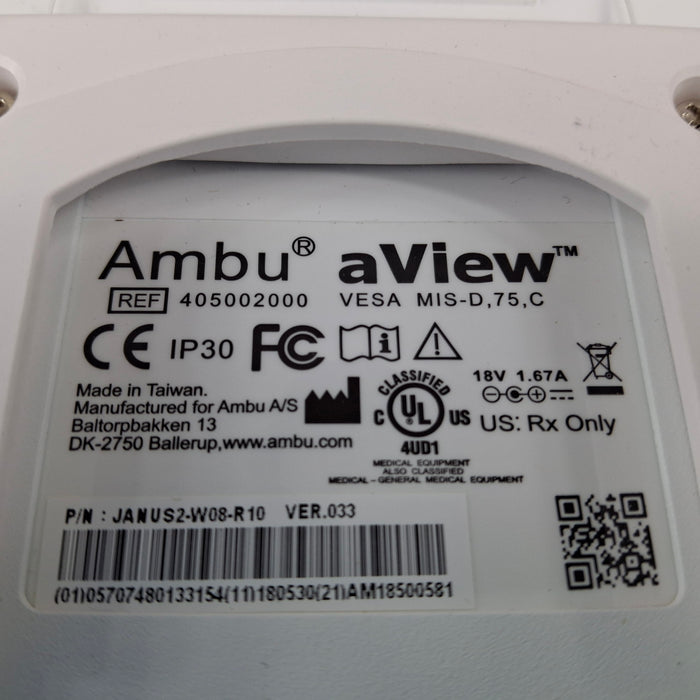 Ambu® aView™
REF 405002000 VESA MIS-D,75,C
CE IP30 FC
18V 1.67A
Made in Taiwan.
Manufactured for Ambu A/S
Baltorpbakken 13
DK-2750 Ballerup,www.ambu.com
CLASSIFIED
C UL US
4UD1
US: Rx Only
MEDICAL EQUIPMENT
ALSO CLASSIFIED
MEDICAL - GENERAL MEDICAL EQUIPMENT
P/N : JANUS2-W08-R10 VER.033
(01)05707480133154(11)180530(21)AM18500581